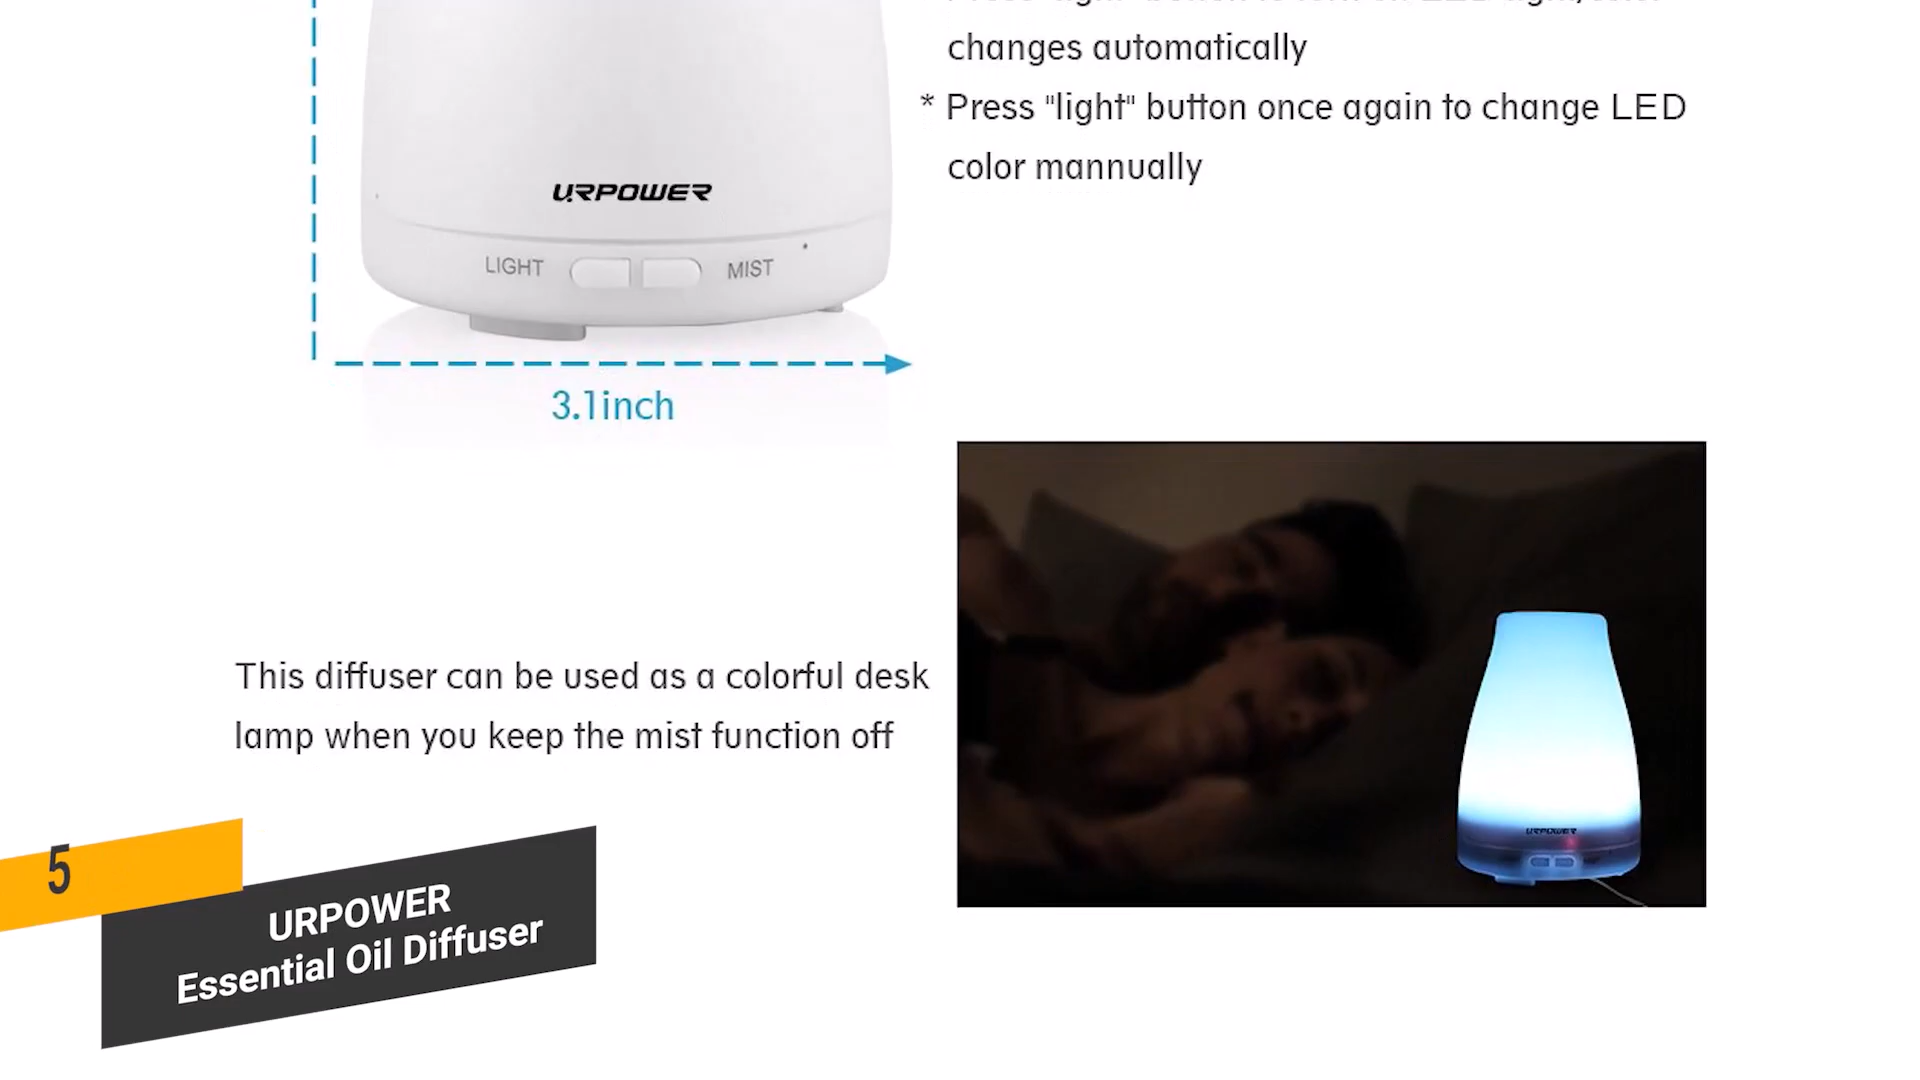 changes automatically
* Press "light" button once again to change LED
color mannually
URPOWER
LIGHT
MIST
3.1inch
This diffuser can be used as a colorful desk
lamp when you keep the mist function off
URPOWER
5
URPOWER
Essential Oil Diffuser